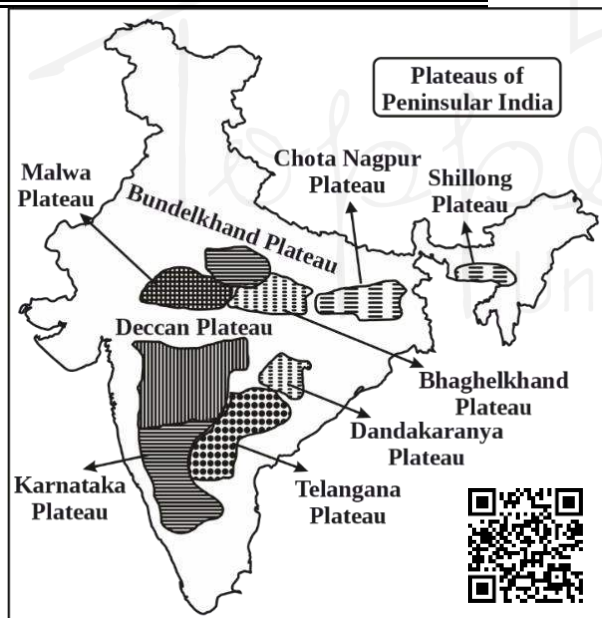 Plateaus of
Peninsular India
Chota Nagpur
Plateau
Shillong
Plateau
Malwa
Plateau
Bundelkhand Plateau
Deccan Plateau
Bhaghelkhand
Plateau
Dandakaranya
Plateau
Karnataka
Plateau
Telangana
Plateau